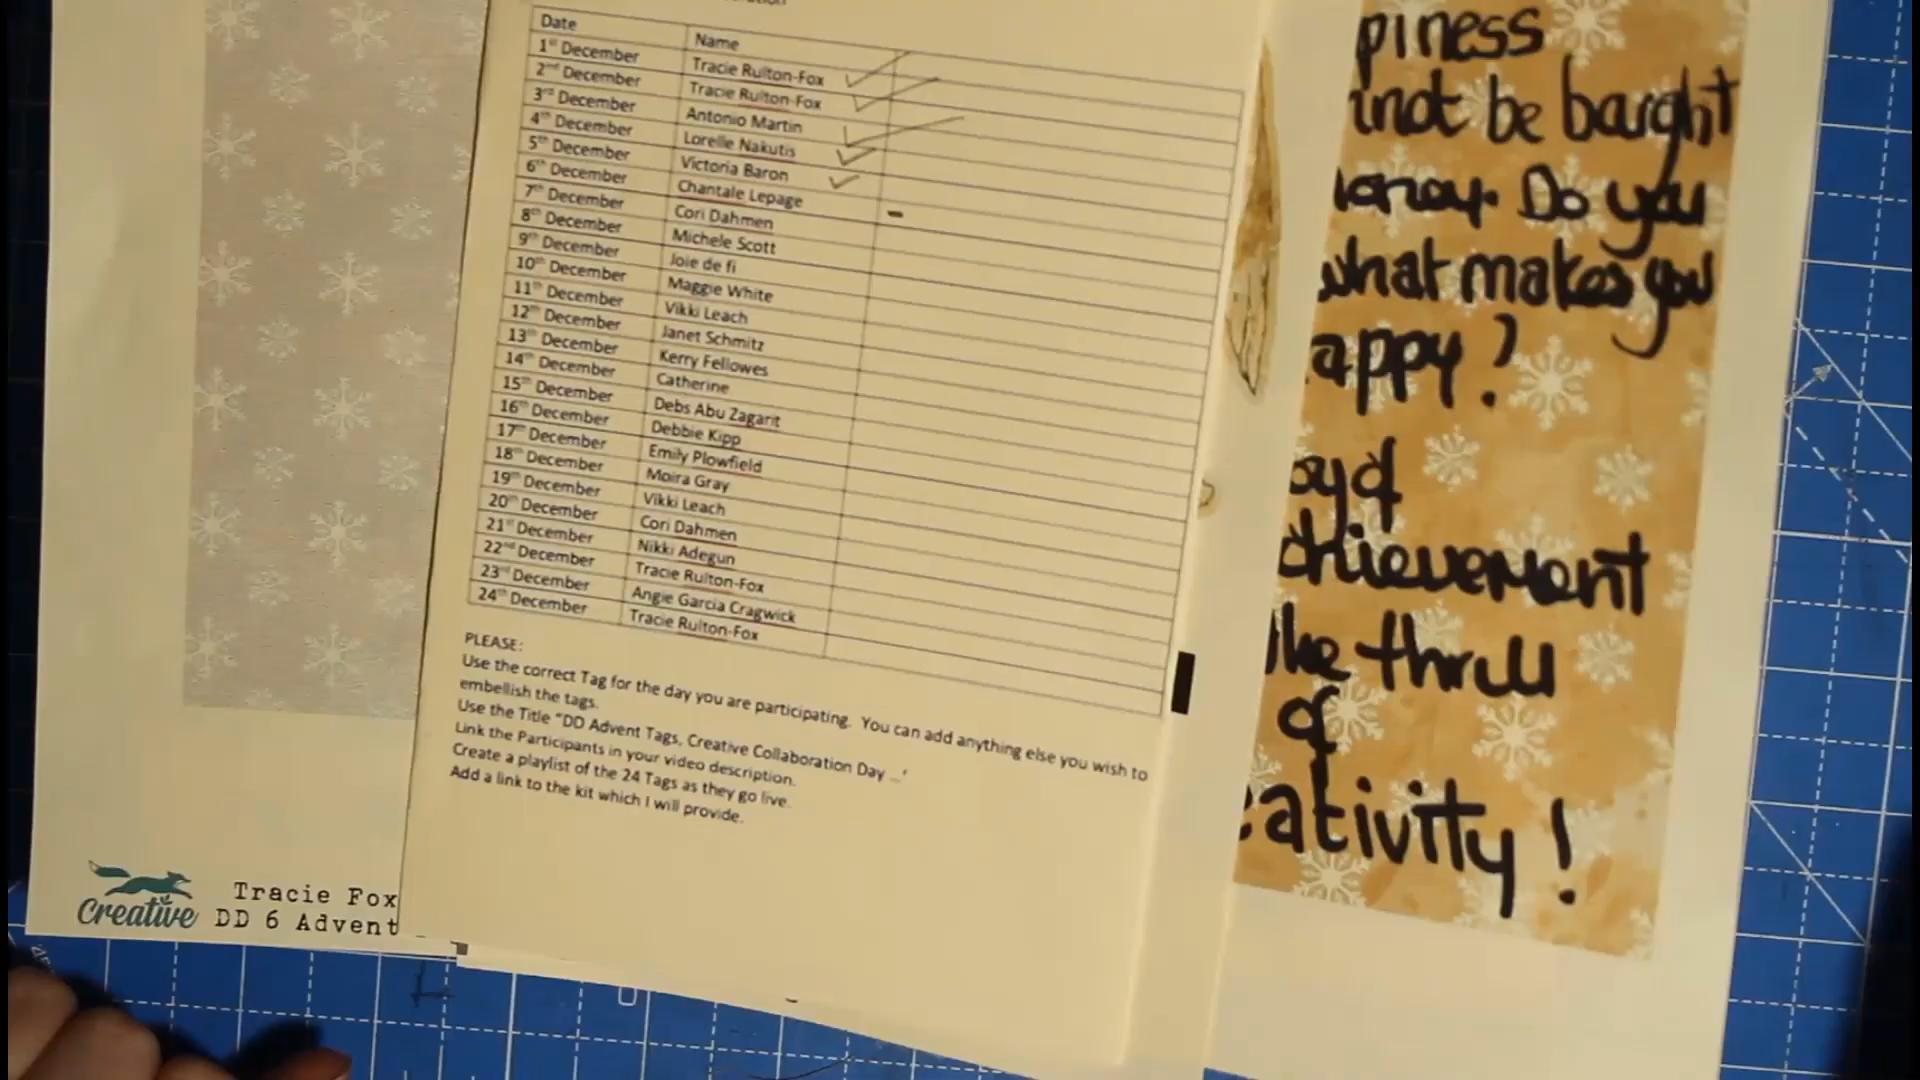 Date Name
1st December Tracie Rulton-Fox
2nd December Tracie Rulton-Fox
3rd December Antonio Martin
4th December Lorelle Nakutis
5th December Victoria Baron
6th December Chantale Lepage
7th December Cori Dahmen
8th December Michele Scott
9th December Joie de fi
10th December Maggie White
11th December Vikki Leach
12th December Janet Schmitz
13th December Kerry Fellowes
14th December Catherine
15th December Debs Abu Zagarit
16th December Debbie Kipp
17th December Emily Plowfield
18th December Moira Gray
19th December Vikki Leach
20th December Cori Dahmen
21st December Nikki Adegun
22nd December Tracie Rulton-Fox
23rd December Angie Garcia Cragwick
24th December Tracie Rulton-Fox
PLEASE:
Use the correct Tag for the day you are participating. You can add anything else you wish to
embellish the tags.
Use the Title "DD Advent Tags, Creative Collaboration Day ...'
Link the Participants in your video description.
Create a playlist of the 24 Tags as they go live.
Add a link to the kit which I will provide.
Creative
Tracie Fox
DD 6 Advent
piness
not be baught
Do you
what makes you
appy?
of
chievement
the thrill
of
eativity!